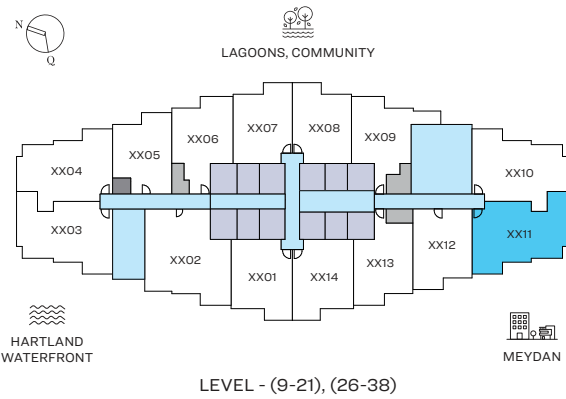 N
Q
LAGOONS, COMMUNITY
XX07
XX08
XX06
XX09
XX05
XX04
XX10
XX03
XX11
XX12
XX02
XX13
XX01
XX14
HARTLAND
WATERFRONT
MEYDAN
LEVEL - (9-21), (26-38)